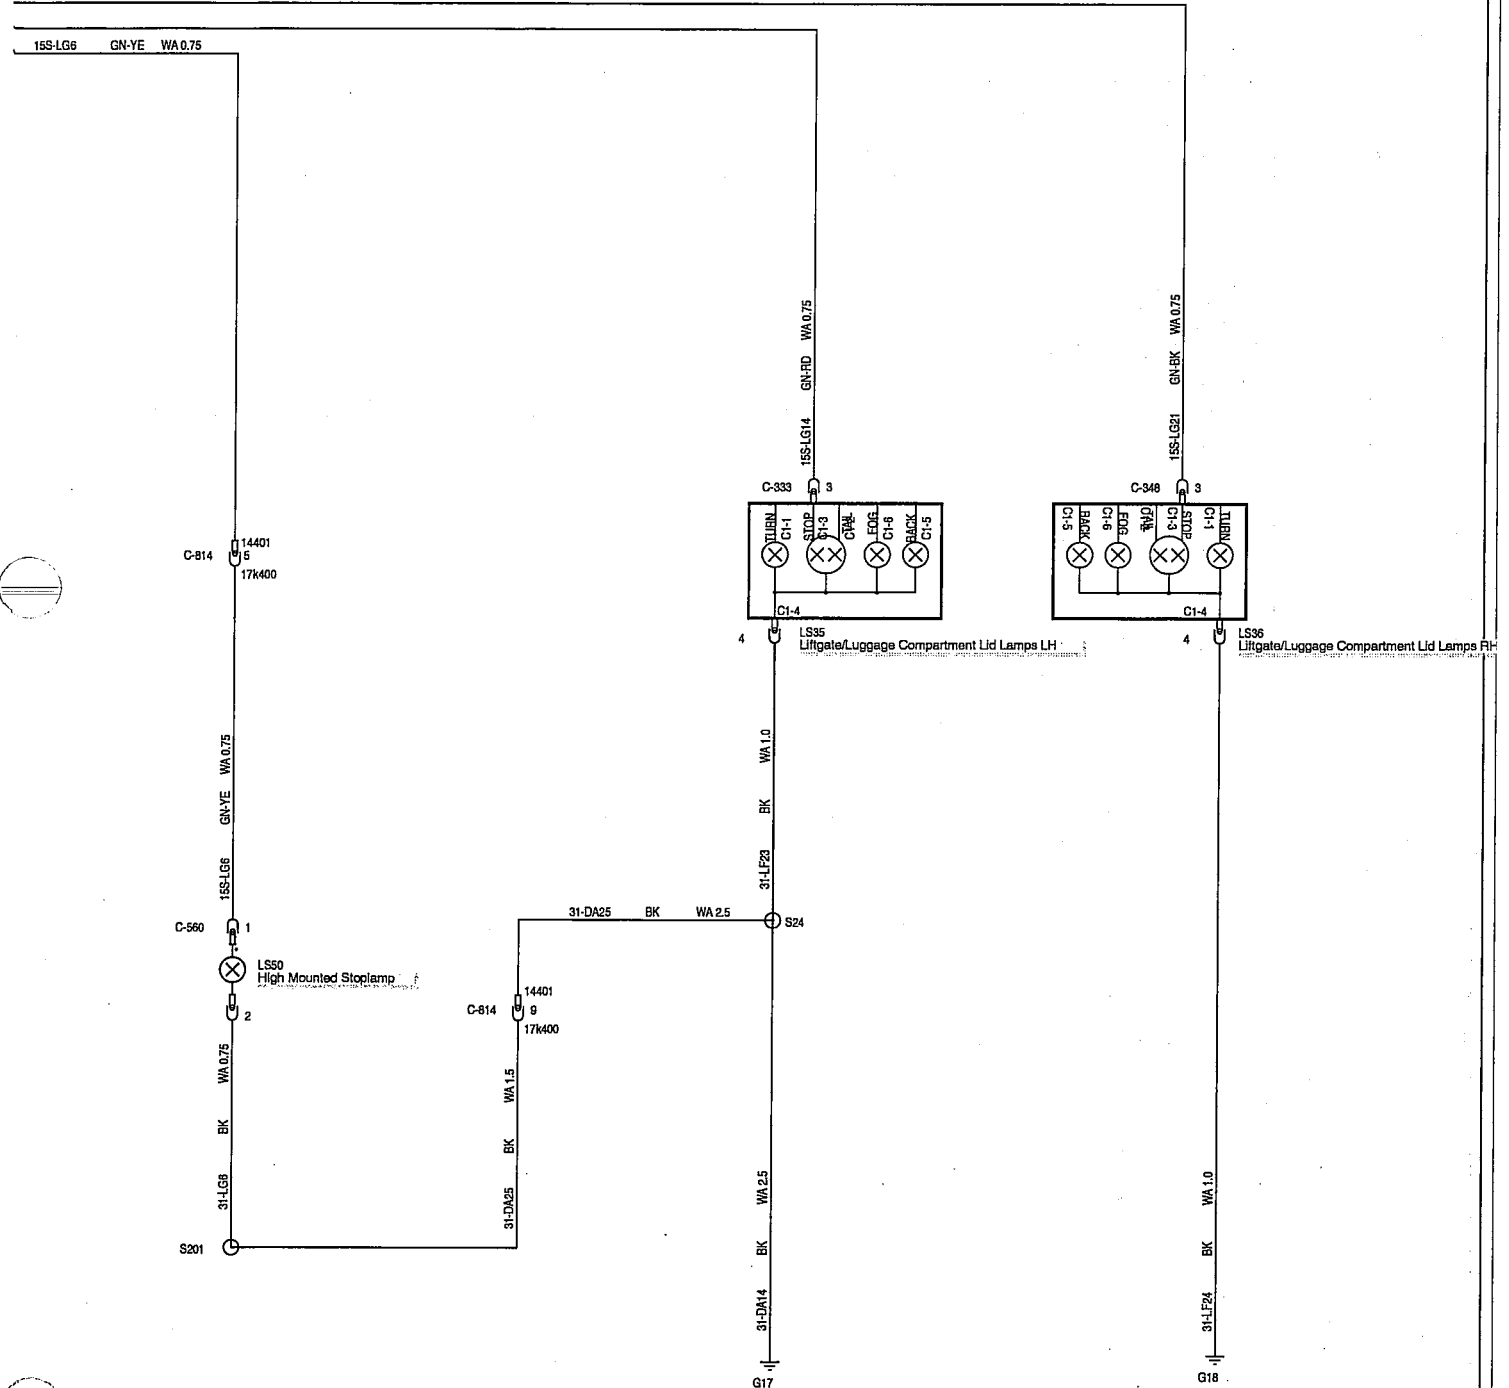 15S-LG6 GN-YE WA 0.75
GN-RD WA 0.75
15S-LG14
GN-BK WA 0.75
15S-LG21
C-333 3
C-348 3
TURN C1-1
STOP C1-3
TAIL
FOG C1-6
BACK C1-5
C1-4
BACK C1-5
FOG C1-6
TAIL
STOP C1-3
TURN C1-1
C1-4
C-814 5
14401
17k400
4
LS35
Liftgate/Luggage Compartment Lid Lamps LH
4
LS36
Liftgate/Luggage Compartment Lid Lamps RH
15S-LG6 GN-YE WA 0.75
31-LF23 BK WA 1.0
C-560 1
LS50
High Mounted Stoplamp
2
31-DA25 BK WA 2.5
S24
C-814 9
14401
17k400
31-LG6 BK WA 0.75
31-DA25 BK WA 1.5
S201
31-DA14 BK WA 2.5
31-LF24 BK WA 1.0
G17
G18